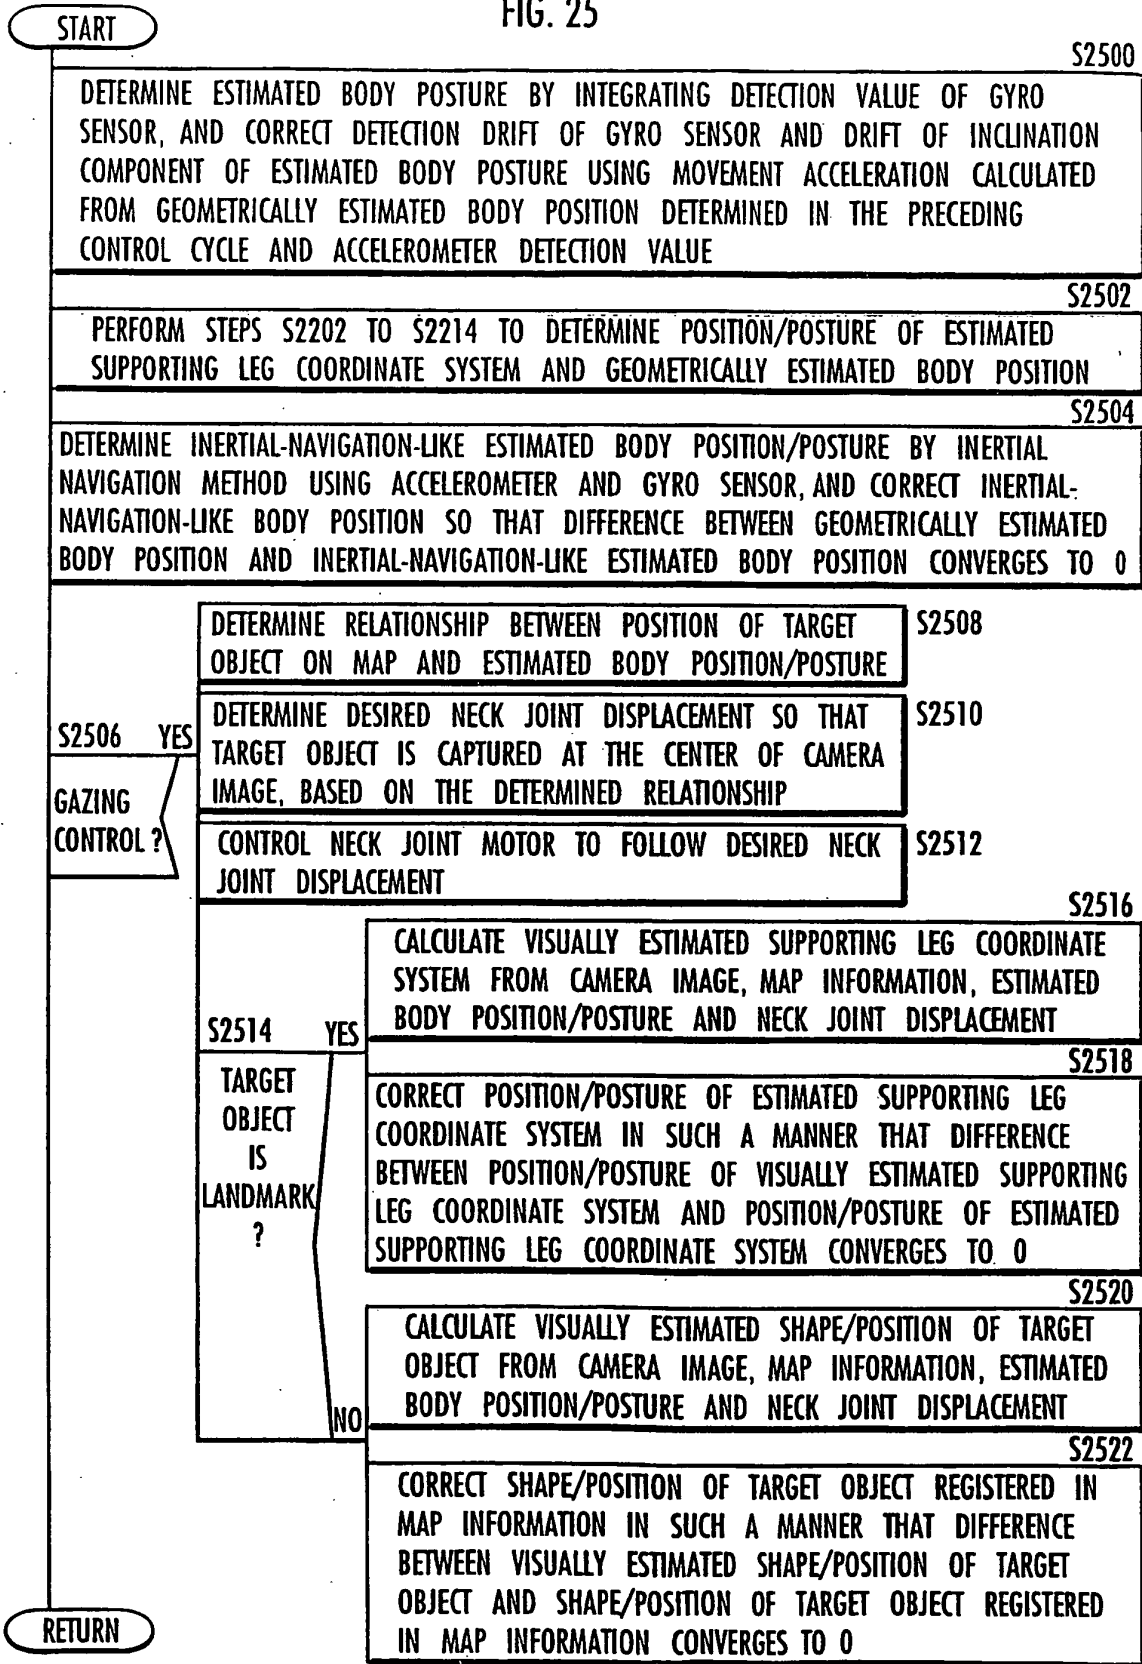 FIG. 25
START
S2500
DETERMINE ESTIMATED BODY POSTURE BY INTEGRATING DETECTION VALUE OF GYRO
SENSOR, AND CORRECT DETECTION DRIFT OF GYRO SENSOR AND DRIFT OF INCLINATION
COMPONENT OF ESTIMATED BODY POSTURE USING MOVEMENT ACCELERATION CALCULATED
FROM GEOMETRICALLY ESTIMATED BODY POSITION DETERMINED IN THE PRECEDING
CONTROL CYCLE AND ACCELEROMETER DETECTION VALUE
S2502
PERFORM STEPS S2202 TO S2214 TO DETERMINE POSITION/POSTURE OF ESTIMATED
SUPPORTING LEG COORDINATE SYSTEM AND GEOMETRICALLY ESTIMATED BODY POSITION
S2504
DETERMINE INERTIAL-NAVIGATION-LIKE ESTIMATED BODY POSITION/POSTURE BY INERTIAL
NAVIGATION METHOD USING ACCELEROMETER AND GYRO SENSOR, AND CORRECT INERTIAL-
NAVIGATION-LIKE BODY POSITION SO THAT DIFFERENCE BETWEEN GEOMETRICALLY ESTIMATED
BODY POSITION AND INERTIAL-NAVIGATION-LIKE ESTIMATED BODY POSITION CONVERGES TO 0
S2506 YES
GAZING
CONTROL ?
S2508
DETERMINE RELATIONSHIP BETWEEN POSITION OF TARGET
OBJECT ON MAP AND ESTIMATED BODY POSITION/POSTURE
S2510
DETERMINE DESIRED NECK JOINT DISPLACEMENT SO THAT
TARGET OBJECT IS CAPTURED AT THE CENTER OF CAMERA
IMAGE, BASED ON THE DETERMINED RELATIONSHIP
S2512
CONTROL NECK JOINT MOTOR TO FOLLOW DESIRED NECK
JOINT DISPLACEMENT
S2514 YES
TARGET
OBJECT
IS
LANDMARK
?
NO
S2516
CALCULATE VISUALLY ESTIMATED SUPPORTING LEG COORDINATE
SYSTEM FROM CAMERA IMAGE, MAP INFORMATION, ESTIMATED
BODY POSITION/POSTURE AND NECK JOINT DISPLACEMENT
S2518
CORRECT POSITION/POSTURE OF ESTIMATED SUPPORTING LEG
COORDINATE SYSTEM IN SUCH A MANNER THAT DIFFERENCE
BETWEEN POSITION/POSTURE OF VISUALLY ESTIMATED SUPPORTING
LEG COORDINATE SYSTEM AND POSITION/POSTURE OF ESTIMATED
SUPPORTING LEG COORDINATE SYSTEM CONVERGES TO 0
S2520
CALCULATE VISUALLY ESTIMATED SHAPE/POSITION OF TARGET
OBJECT FROM CAMERA IMAGE, MAP INFORMATION, ESTIMATED
BODY POSITION/POSTURE AND NECK JOINT DISPLACEMENT
S2522
CORRECT SHAPE/POSITION OF TARGET OBJECT REGISTERED IN
MAP INFORMATION IN SUCH A MANNER THAT DIFFERENCE
BETWEEN VISUALLY ESTIMATED SHAPE/POSITION OF TARGET
OBJECT AND SHAPE/POSITION OF TARGET OBJECT REGISTERED
IN MAP INFORMATION CONVERGES TO 0
RETURN